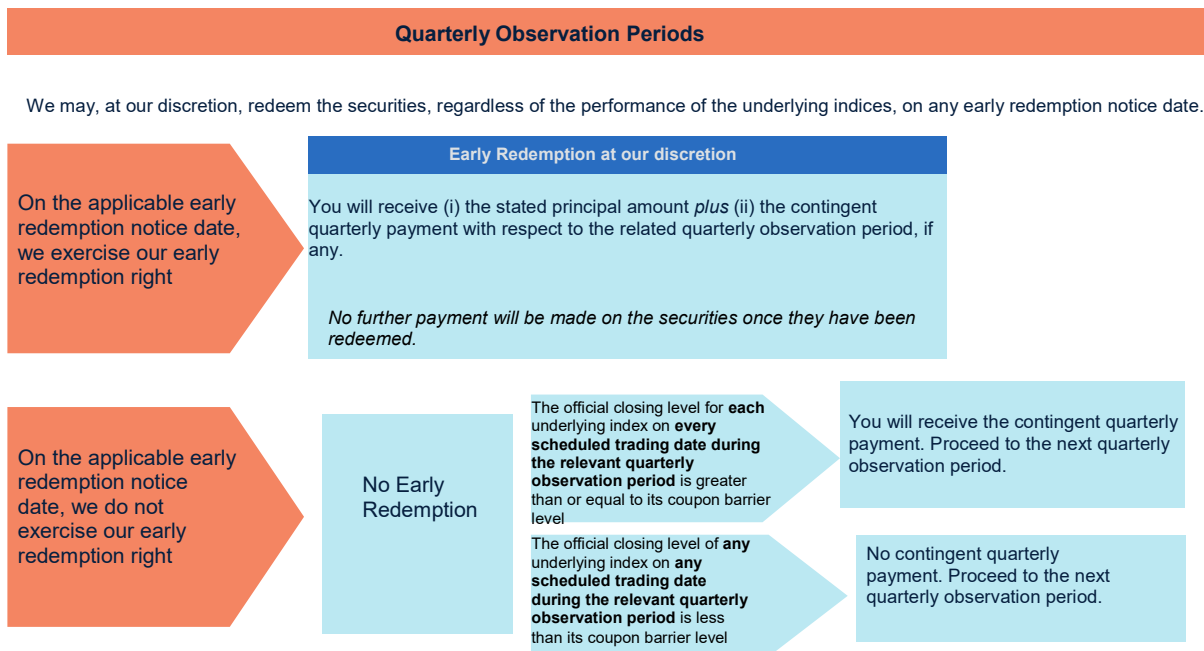 Quarterly Observation Periods
We may, at our discretion, redeem the securities, regardless of the performance of the underlying indices, on any early redemption notice date.
On the applicable early
redemption notice date,
we exercise our early
redemption right
Early Redemption at our discretion
You will receive (i) the stated principal amount plus (ii) the contingent
quarterly payment with respect to the related quarterly observation period, if
any.
No further payment will be made on the securities once they have been
redeemed.
On the applicable early
redemption notice
date, we do not
exercise our early
redemption right
No Early
Redemption
The official closing level for each
underlying index on every
scheduled trading date during
the relevant quarterly
observation period is greater
than or equal to its coupon barrier
level
You will receive the contingent quarterly
payment. Proceed to the next quarterly
observation period.
The official closing level of any
underlying index on any
scheduled trading date
during the relevant quarterly
observation period is less
than its coupon barrier level
No contingent quarterly
payment. Proceed to the next
quarterly observation period.